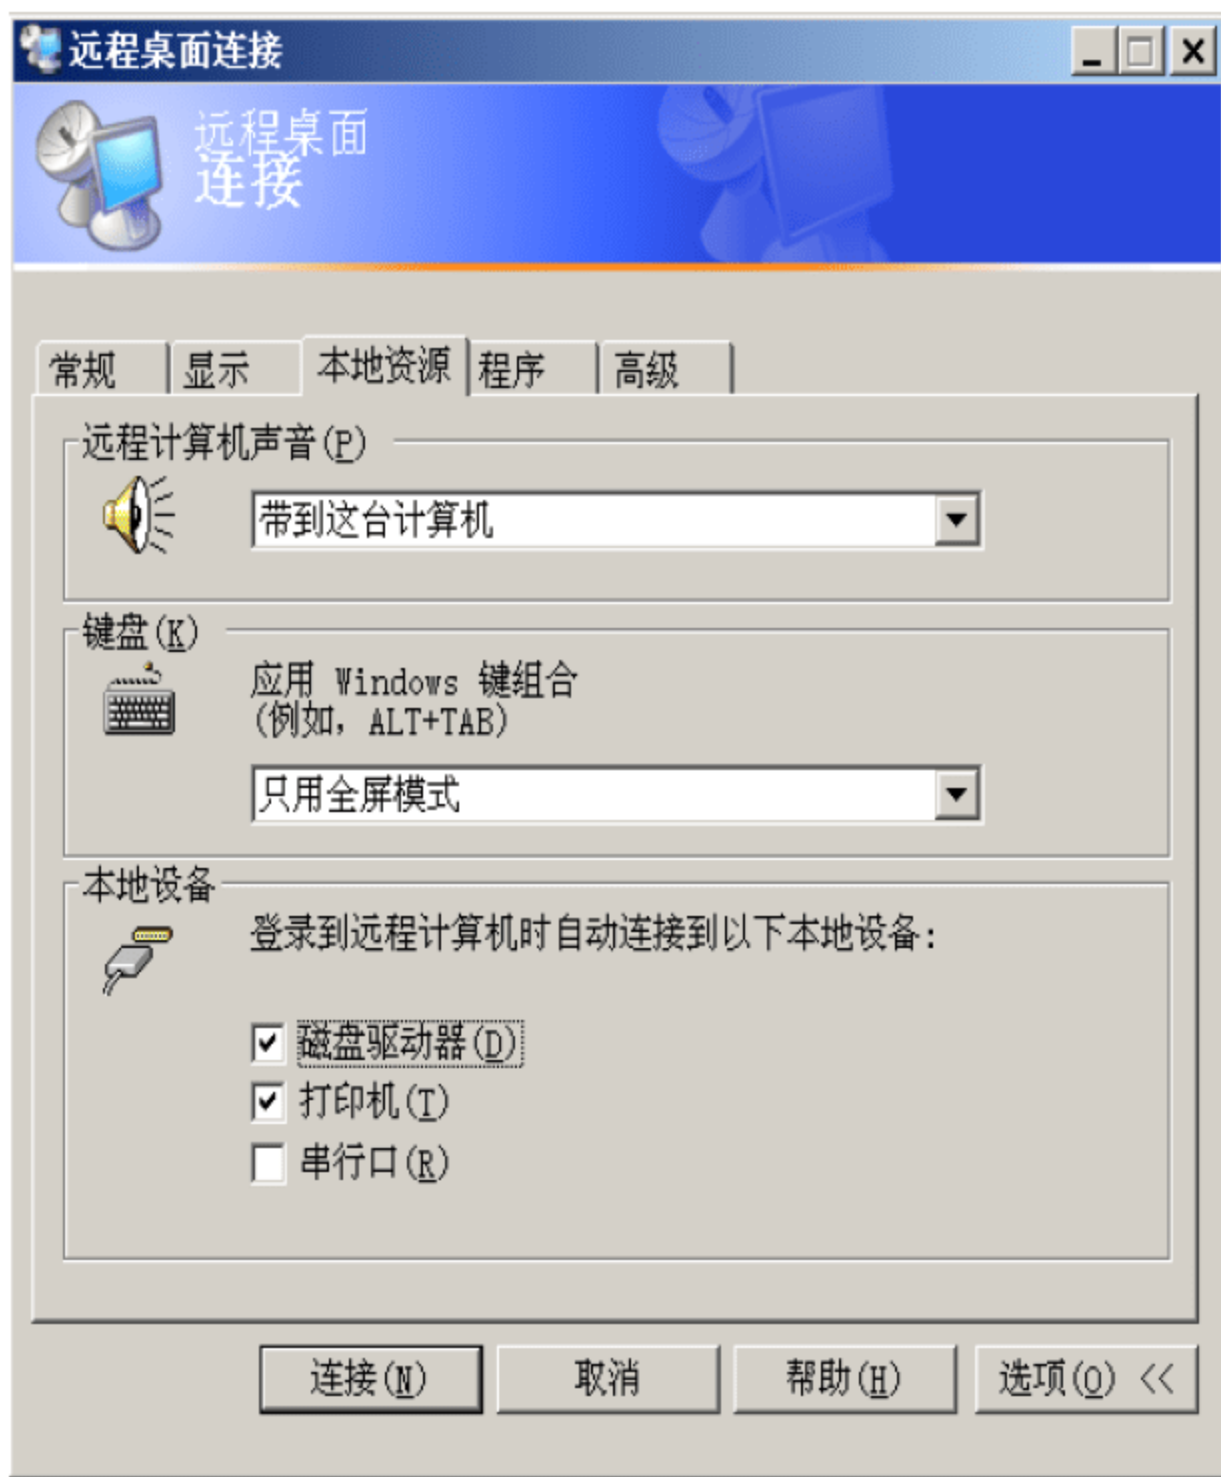 远程桌面连接
远程桌面
连接
常规 显示 本地资源 程序 高级
远程计算机声音(P)
带到这台计算机
键盘(K)
应用 Windows 键组合
(例如, ALT+TAB)
只用全屏模式
本地设备
登录到远程计算机时自动连接到以下本地设备:
磁盘驱动器(D)
打印机(T)
串行口(R)
连接(N) 取消 帮助(H) 选项(O) <<